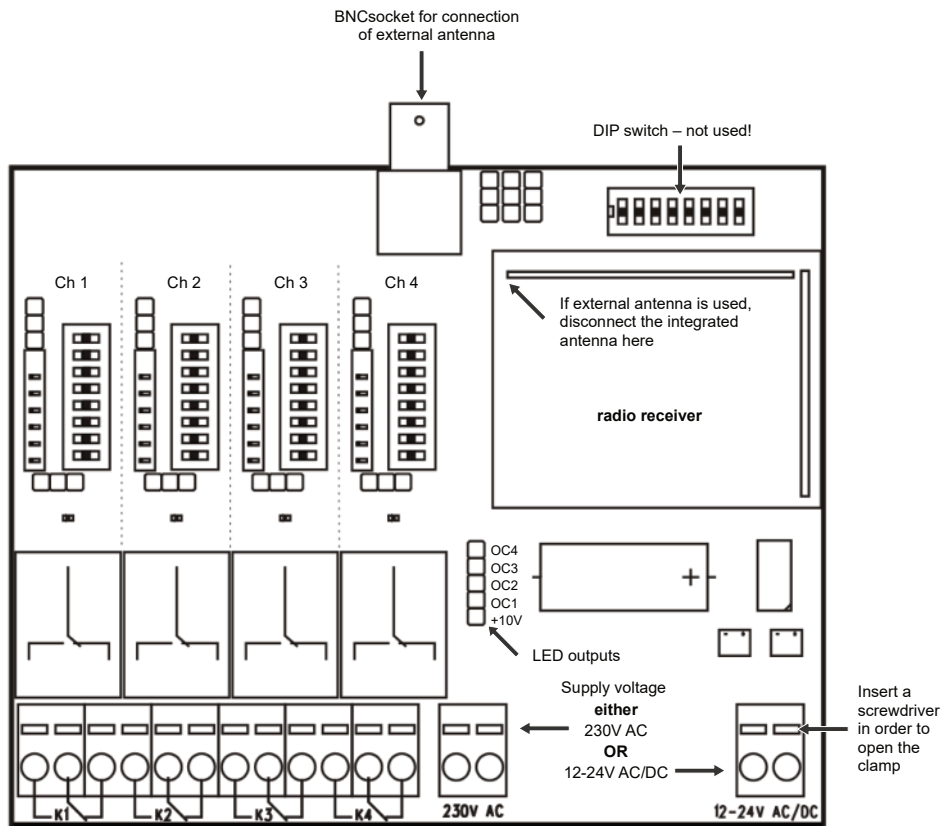 BNCsocket for connection
of external antenna
DIP switch – not used!
Ch 1
Ch 2
Ch 3
Ch 4
If external antenna is used,
disconnect the integrated
antenna here
radio receiver
OC4
OC3
OC2
OC1
+10V
+
LED outputs
Supply voltage
either
230V AC
OR
12-24V AC/DC
Insert a
screwdriver
in order to
open the
clamp
K1
K2
K3
K4
230V AC
12-24V AC/DC